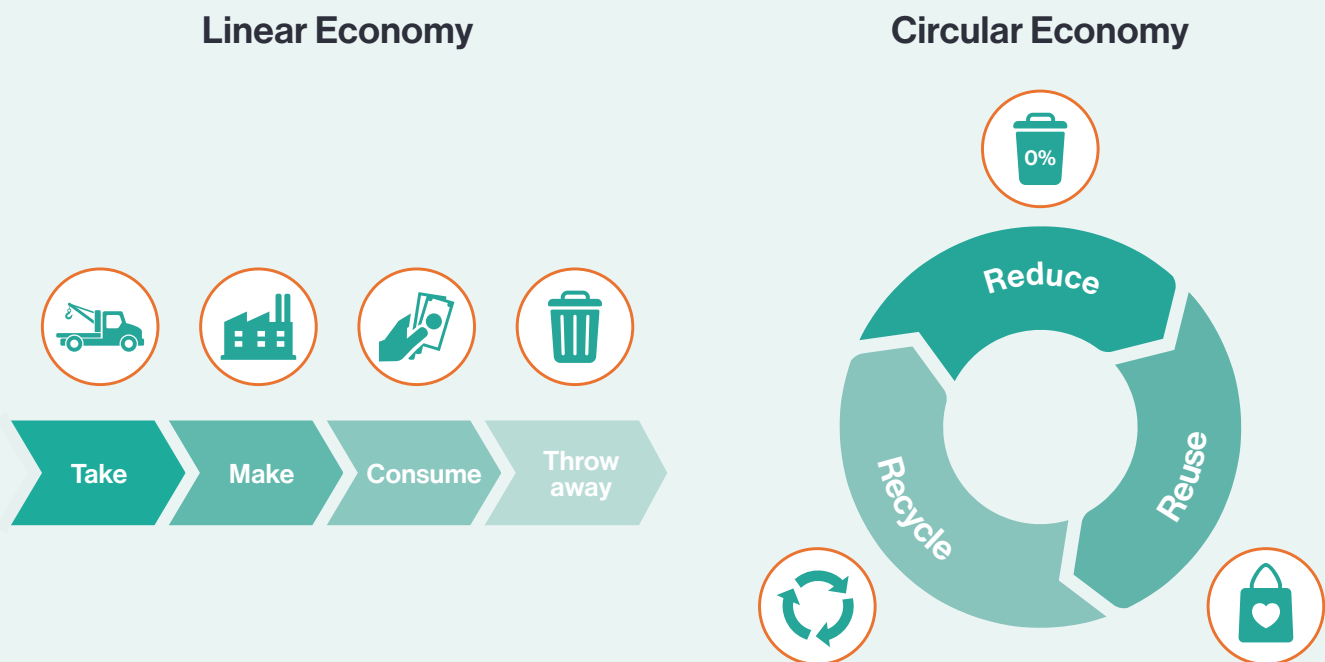 Linear Economy
Circular Economy
0%
Reduce
Reuse
Recycle
Take
Make
Consume
Throw
away